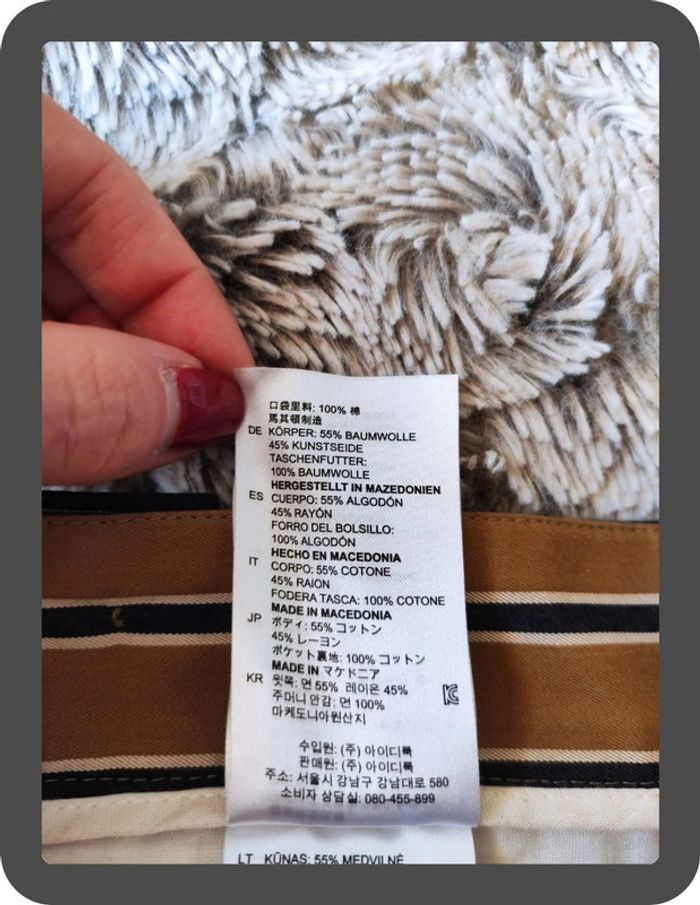 口袋里料: 100% 棉
馬其頓制造
DE KÖRPER: 55% BAUMWOLLE
45% KUNSTSEIDE
TASCHENFUTTER:
100% BAUMWOLLE
HERGESTELLT IN MAZEDONIEN
ES CUERPO: 55% ALGODÓN
45% RAYÓN
FORRO DEL BOLSILLO:
100% ALGODÓN
HECHO EN MACEDONIA
IT CORPO: 55% COTONE
45% RAION
FODERA TASCA: 100% COTONE
MADE IN MACEDONIA
JP ボディ: 55% コットン
45% レーヨン
ポケット裏地: 100% コットン
MADE IN マケドニア
KR 윗쪽: 면 55% 레이온 45%
주머니 안감: 면 100%
마케도니아원산지
수입원: (주) 아이디룩
판매원: (주) 아이디룩
주소: 서울시 강남구 강남대로 580
소비자 상담실: 080-455-899
LT KŪNAS: 55% MEDVILNĖ